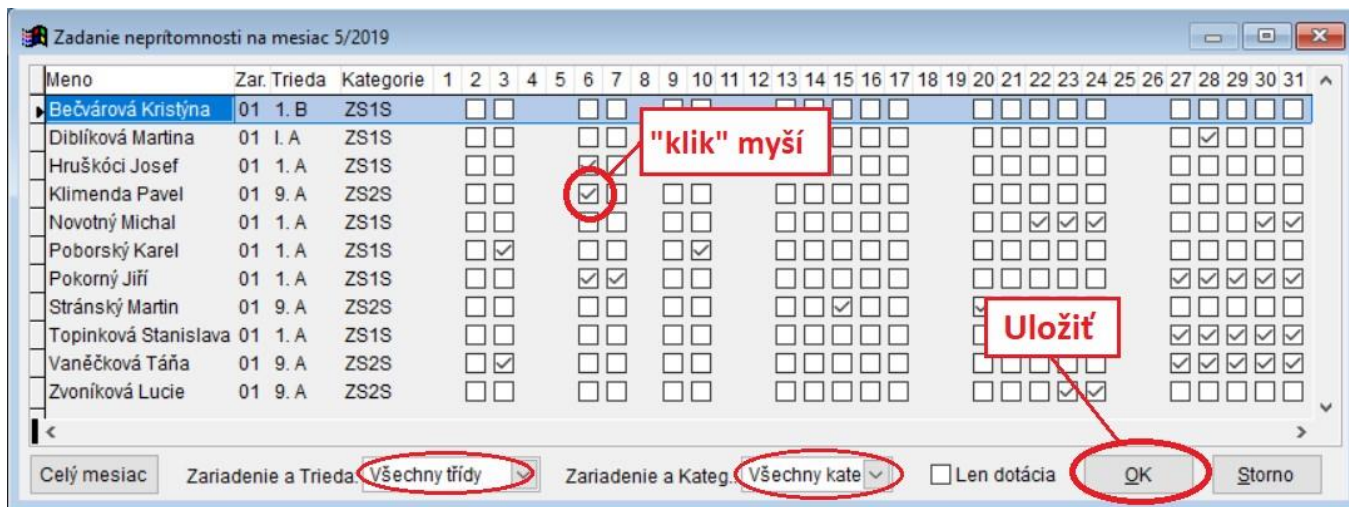 Zadanie neprítomnosti na mesiac 5/2019
Meno Zar. Trieda Kategorie 1 2 3 4 5 6 7 8 9 10 11 12 13 14 15 16 17 18 19 20 21 22 23 24 25 26 27 28 29 30 31
Bečvárová Kristýna 01 1. B ZS1S
Diblíková Martina 01 I. A ZS1S
"klik" myší
Hruškóci Josef 01 1. A ZS1S
Klimenda Pavel 01 9. A ZS2S
Novotný Michal 01 1. A ZS1S
Poborský Karel 01 1. A ZS1S
Pokorný Jiří 01 1. A ZS1S
Stránský Martin 01 9. A ZS2S
Uložiť
Topinková Stanislava 01 1. A ZS1S
Vaněčková Táňa 01 9. A ZS2S
Zvoníková Lucie 01 9. A ZS2S
Celý mesiac Zariadenie a Trieda. Všechny třídy Zariadenie a Kateg.. Všechny kate Len dotácia OK Storno